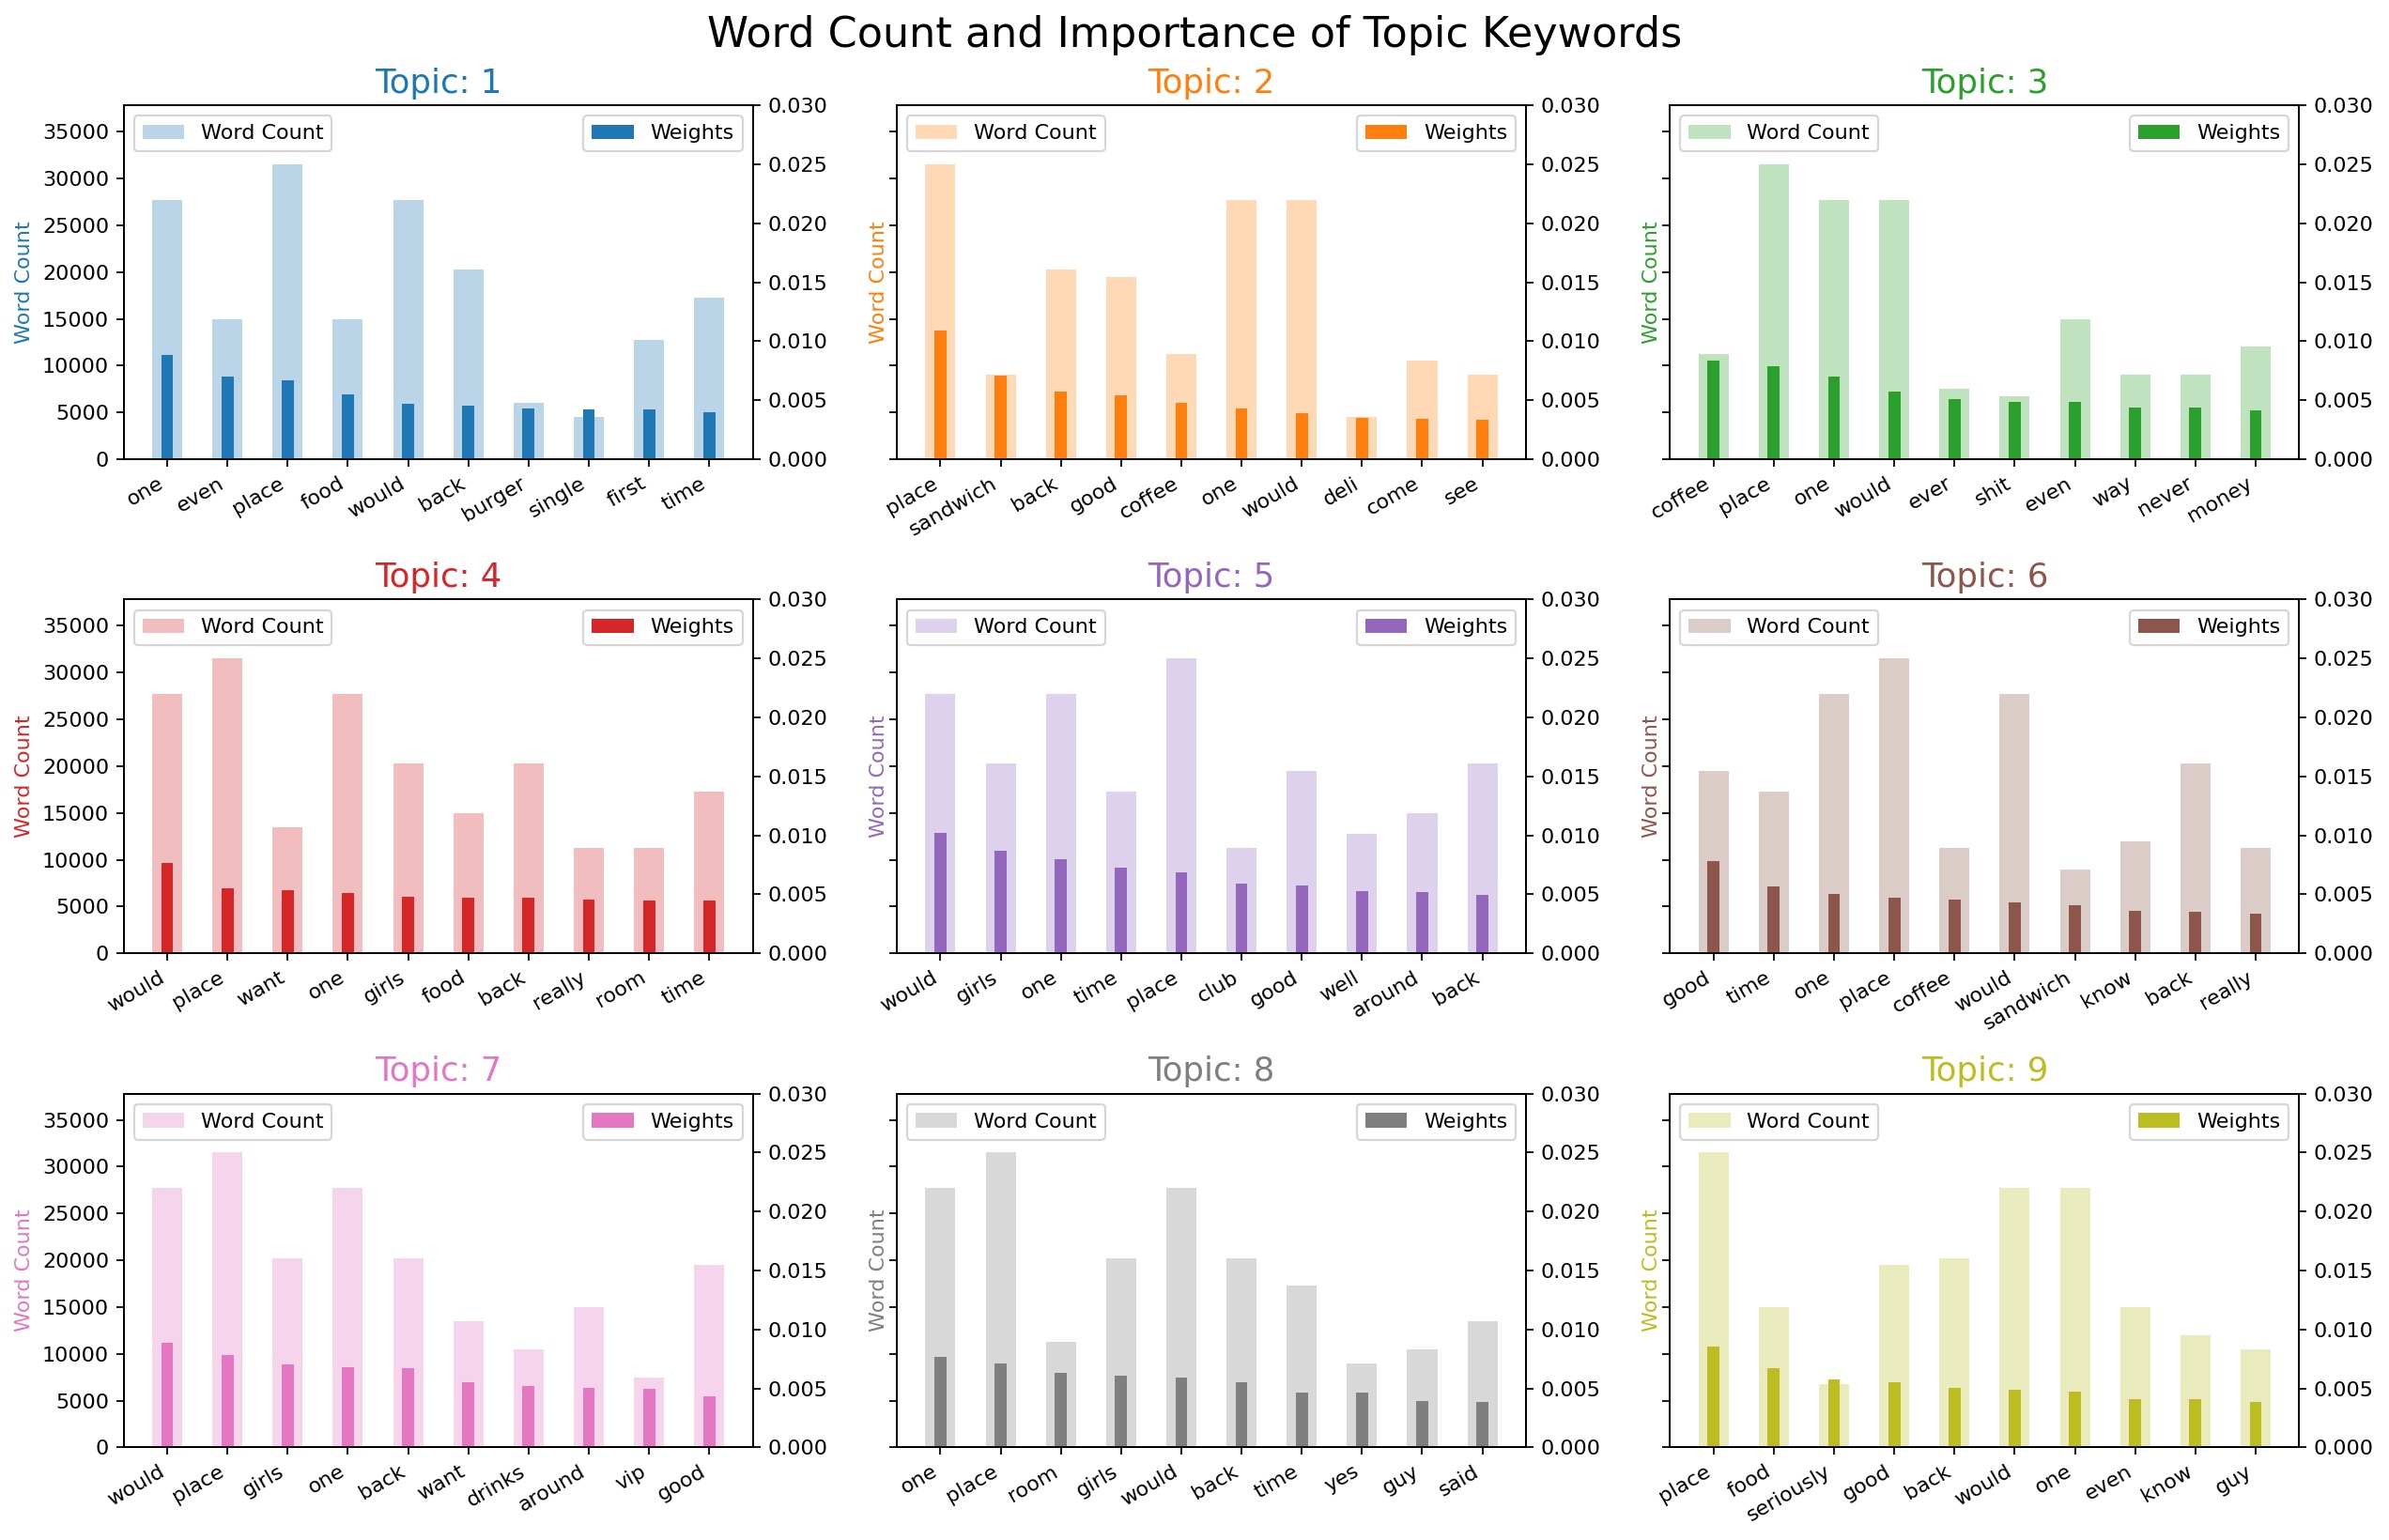 Word Count and Importance of Topic Keywords
Topic: 1
Word Count
Weights
Word Count
35000
30000
25000
20000
15000
10000
5000
0
0.030
0.025
0.020
0.015
0.010
0.005
0.000
one even place food would back burger single first time
Topic: 2
Word Count
Weights
Word Count
0.030
0.025
0.020
0.015
0.010
0.005
0.000
place sandwich back good coffee one would deli come see
Topic: 3
Word Count
Weights
Word Count
0.030
0.025
0.020
0.015
0.010
0.005
0.000
coffee place one would ever shit even way never money
Topic: 4
Word Count
Weights
Word Count
35000
30000
25000
20000
15000
10000
5000
0
0.030
0.025
0.020
0.015
0.010
0.005
0.000
would place want one girls food back really room time
Topic: 5
Word Count
Weights
Word Count
0.030
0.025
0.020
0.015
0.010
0.005
0.000
would girls one time place club good well around back
Topic: 6
Word Count
Weights
Word Count
0.030
0.025
0.020
0.015
0.010
0.005
0.000
good time one place coffee would sandwich know back really
Topic: 7
Word Count
Weights
Word Count
35000
30000
25000
20000
15000
10000
5000
0
0.030
0.025
0.020
0.015
0.010
0.005
0.000
would place girls one back want drinks around vip good
Topic: 8
Word Count
Weights
Word Count
0.030
0.025
0.020
0.015
0.010
0.005
0.000
one place room girls would back time yes guy said
Topic: 9
Word Count
Weights
Word Count
0.030
0.025
0.020
0.015
0.010
0.005
0.000
place food seriously good back would one even know guy